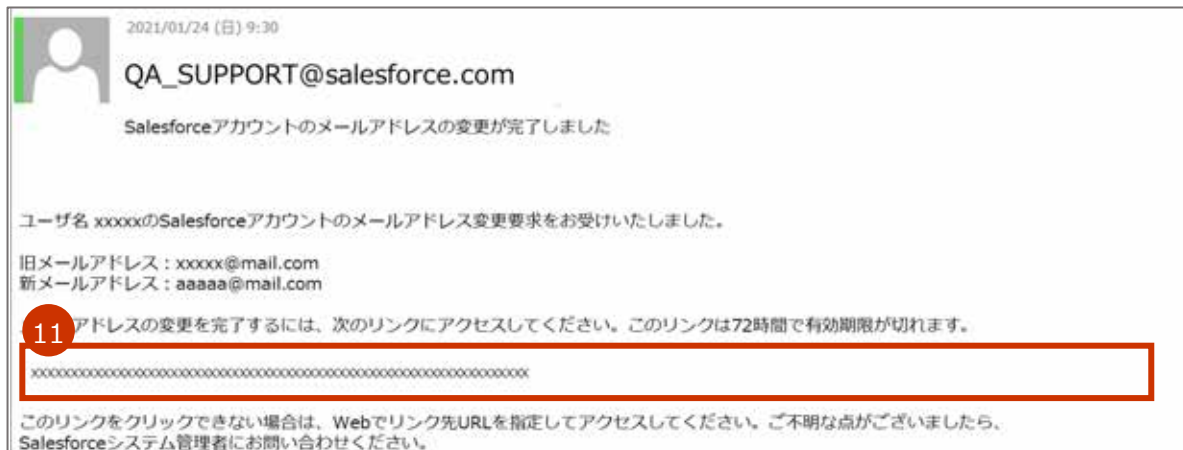 2021/01/24 (日) 9:30
QA_SUPPORT@salesforce.com
Salesforceアカウントのメールアドレスの変更が完了しました
ユーザ名 xxxxxのSalesforceアカウントのメールアドレス変更要求をお受けいたしました。
旧メールアドレス：xxxxx@mail.com
新メールアドレス：aaaaa@mail.com
11
アドレスの変更を完了するには、次のリンクにアクセスしてください。このリンクは72時間で有効期限が切れます。
このリンクをクリックできない場合は、Webでリンク先URLを指定してアクセスしてください。ご不明な点がございましたら、
Salesforceシステム管理者にお問い合わせください。